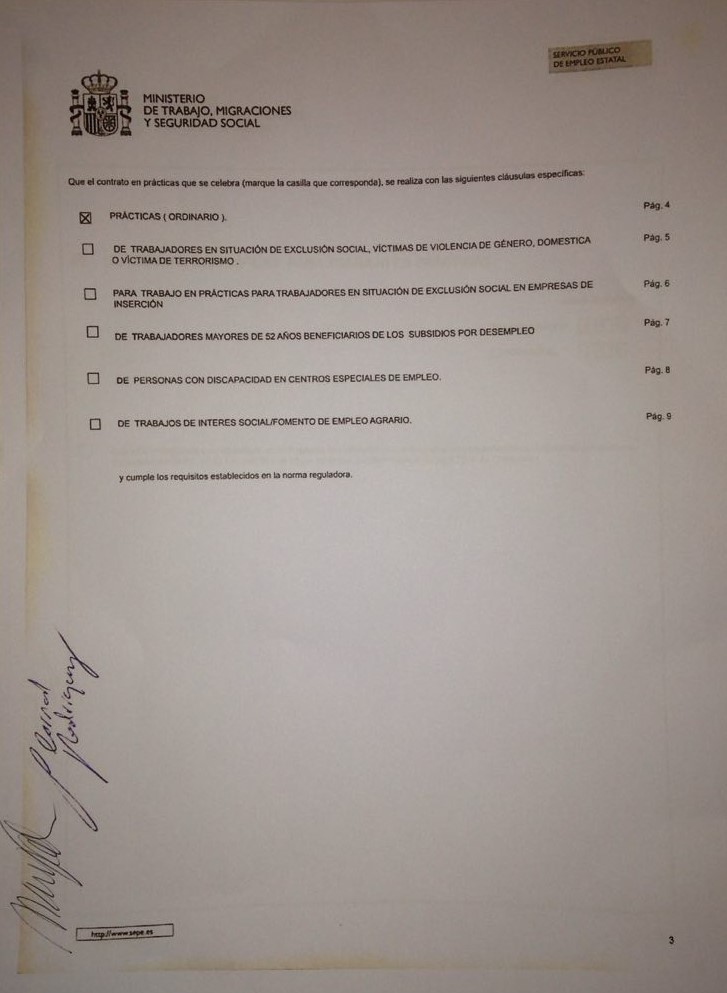 SERVICIO PÚBLICO
DE EMPLEO ESTATAL
MINISTERIO
DE TRABAJO, MIGRACIONES
Y SEGURIDAD SOCIAL
Que el contrato en prácticas que se celebra (marque la casilla que corresponda), se realiza con las siguientes cláusulas específicas:
☒ PRÁCTICAS ( ORDINARIO ). Pág. 4
☐ DE TRABAJADORES EN SITUACIÓN DE EXCLUSIÓN SOCIAL, VÍCTIMAS DE VIOLENCIA DE GÉNERO, DOMESTICA Pág. 5
O VÍCTIMA DE TERRORISMO .
☐ PARA TRABAJO EN PRÁCTICAS PARA TRABAJADORES EN SITUACIÓN DE EXCLUSIÓN SOCIAL EN EMPRESAS DE Pág. 6
INSERCIÓN
☐ DE TRABAJADORES MAYORES DE 52 AÑOS BENEFICIARIOS DE LOS SUBSIDIOS POR DESEMPLEO Pág. 7
☐ DE PERSONAS CON DISCAPACIDAD EN CENTROS ESPECIALES DE EMPLEO. Pág. 8
☐ DE TRABAJOS DE INTERES SOCIAL/FOMENTO DE EMPLEO AGRARIO. Pág. 9
y cumple los requisitos establecidos en la norma reguladora.
Rodríguez
http://www.sepe.es
3